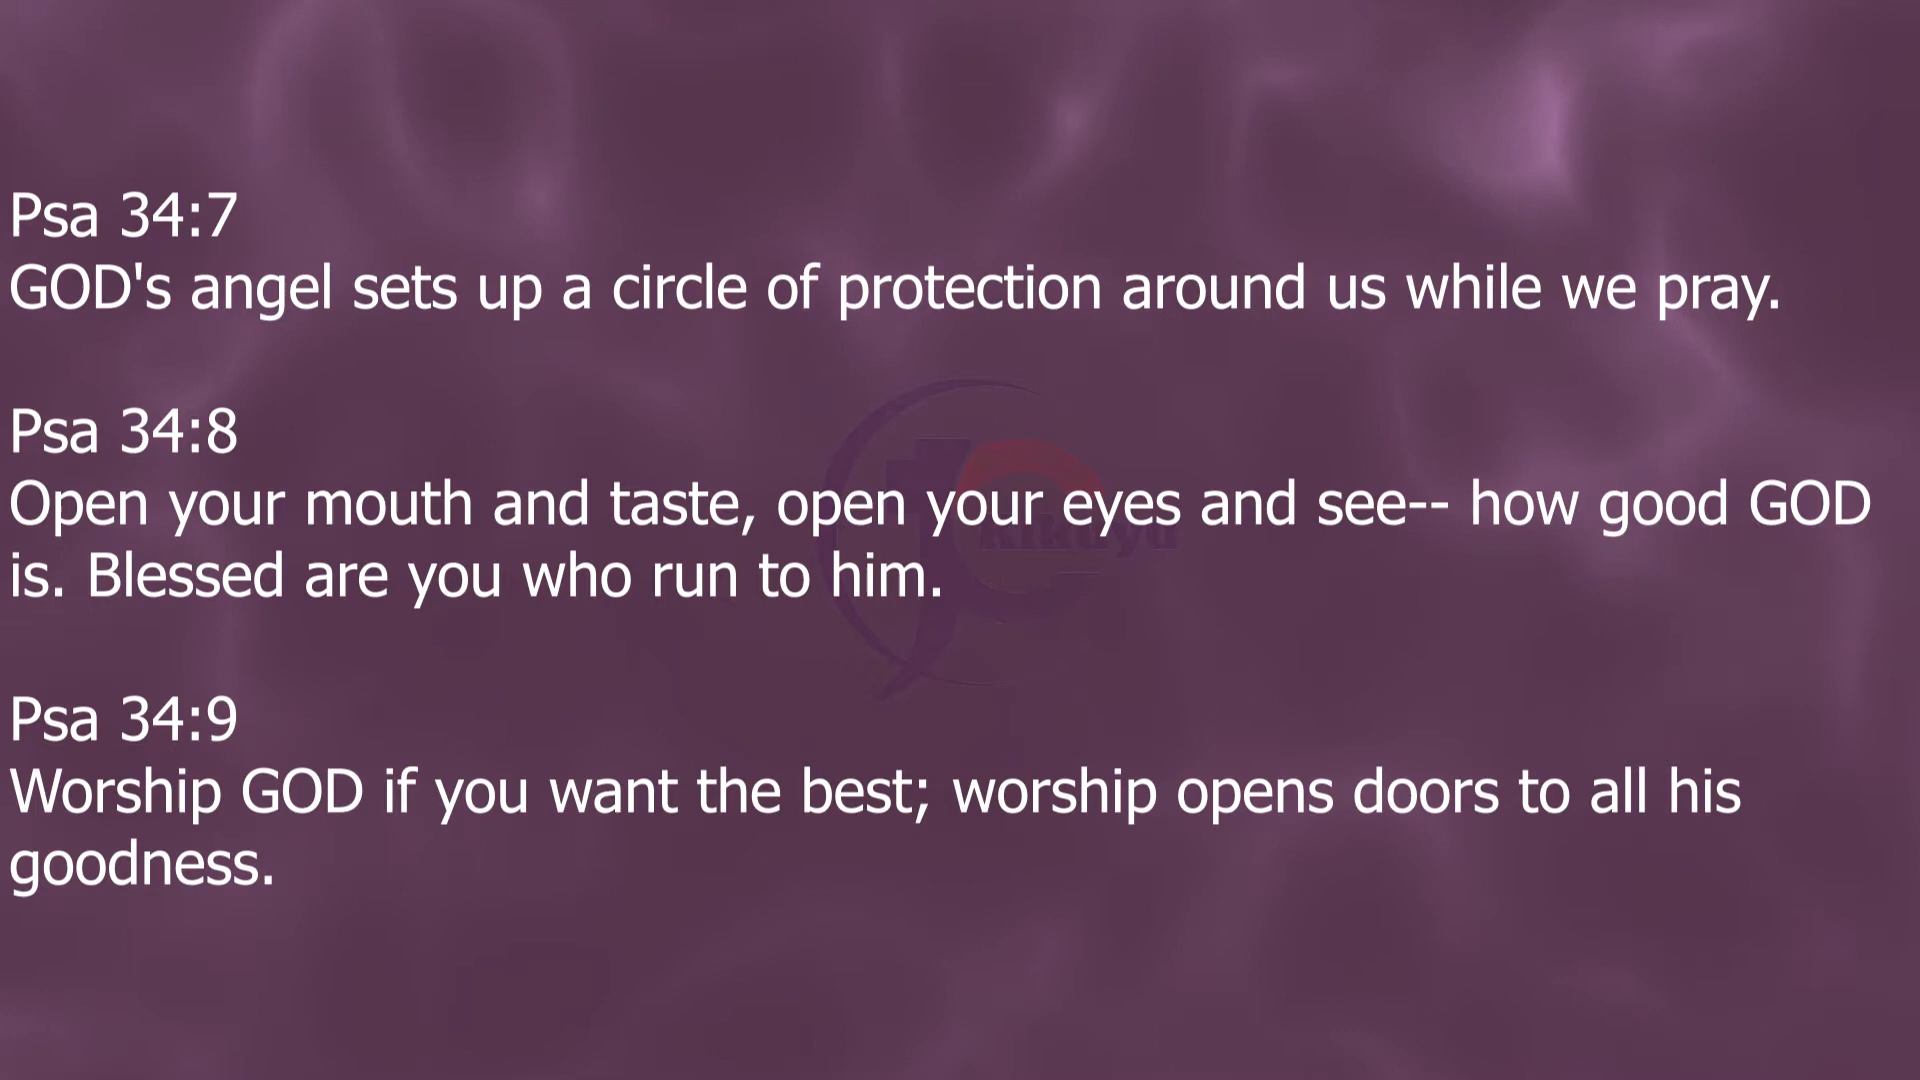 Psa 34:7
GOD's angel sets up a circle of protection around us while we pray.
Psa 34:8
Open your mouth and taste, open your eyes and see-- how good GOD
is. Blessed are you who run to him.
Kikuyu
Psa 34:9
Worship GOD if you want the best; worship opens doors to all his
goodness.